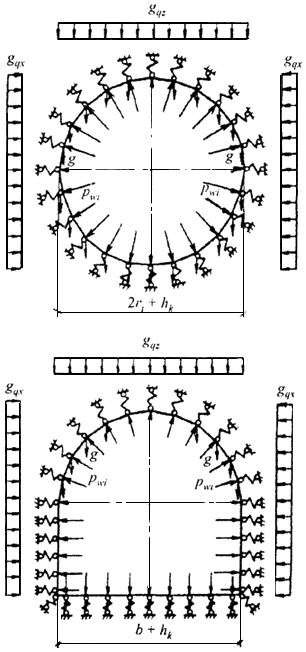 g_qz
g_qx g_qx
g g
p_wi p_wi
2r_i + h_k
g_qz
g_qx g_qx
g g
p_wi p_wi
b + h_k